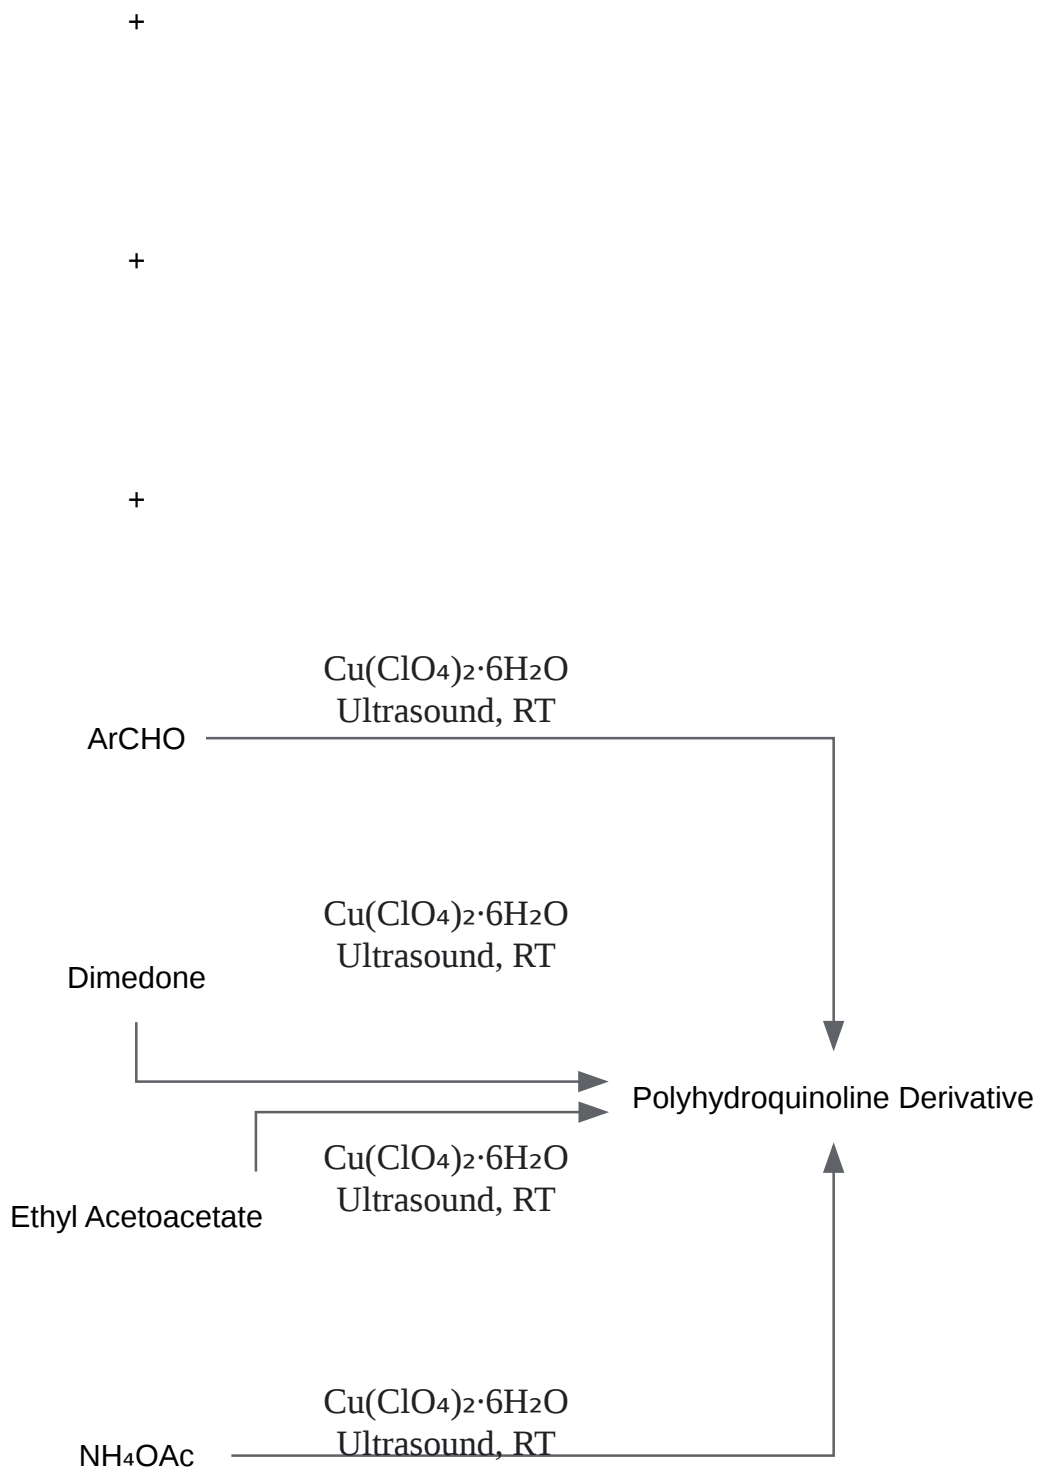 +
+
+
Cu(ClO₄)₂·6H₂O
Ultrasound, RT
ArCHO
Cu(ClO₄)₂·6H₂O
Ultrasound, RT
Dimedone
Polyhydroquinoline Derivative
Cu(ClO₄)₂·6H₂O
Ultrasound, RT
Ethyl Acetoacetate
Cu(ClO₄)₂·6H₂O
Ultrasound, RT
NH₄OAc